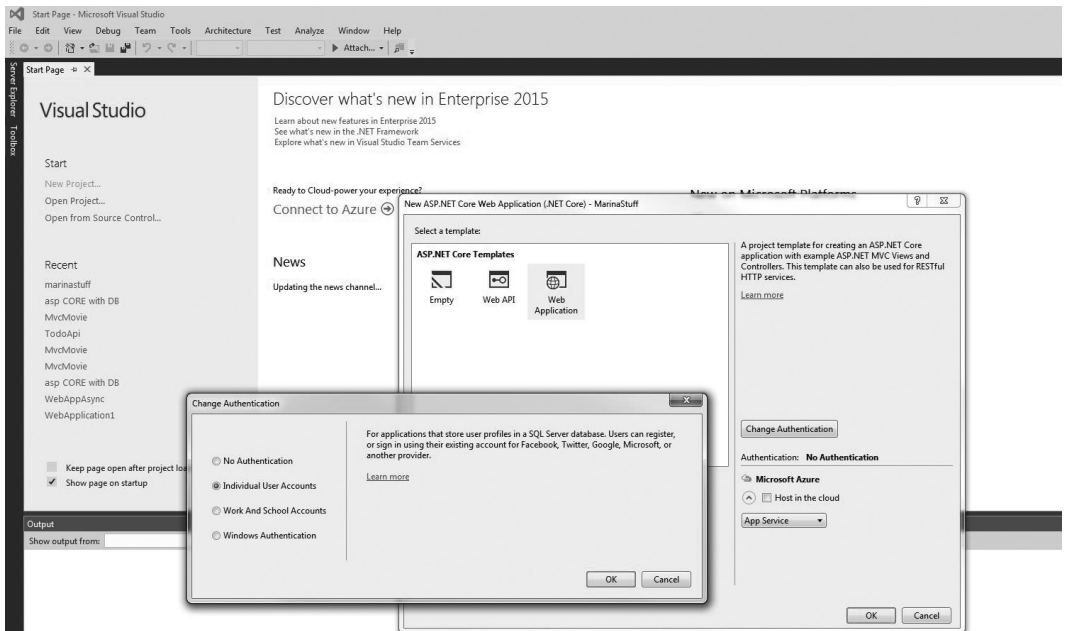 Start Page - Microsoft Visual Studio
File Edit View Debug Team Tools Architecture Test Analyze Window Help
Attach...
Server Explorer Toolbox
Start Page
Visual Studio
Start
New Project...
Open Project...
Open from Source Control...
Recent
marinastuff
asp CORE with DB
MvcMovie
TodoApi
MvcMovie
MvcMovie
asp CORE with DB
WebAppAsync
WebApplication1
Keep page open after project loa
Show page on startup
Discover what's new in Enterprise 2015
Learn about new features in Enterprise 2015
See what's new in the .NET Framework
Explore what's new in Visual Studio Team Services
Ready to Cloud-power your experience?
Connect to Azure
News
Updating the news channel...
New on Microsoft Platforms
New ASP.NET Core Web Application (.NET Core) - MarinaStuff
Select a template:
ASP.NET Core Templates
Empty
Web API
Web
Application
A project template for creating an ASP.NET Core
application with example ASP.NET MVC Views and
Controllers. This template can also be used for RESTful
HTTP services.
Learn more
Change Authentication
Authentication: No Authentication
Microsoft Azure
Host in the cloud
App Service
OK Cancel
Change Authentication
No Authentication
Individual User Accounts
Work And School Accounts
Windows Authentication
For applications that store user profiles in a SQL Server database. Users can register,
or sign in using their existing account for Facebook, Twitter, Google, Microsoft, or
another provider.
Learn more
OK Cancel
Output
Show output from: